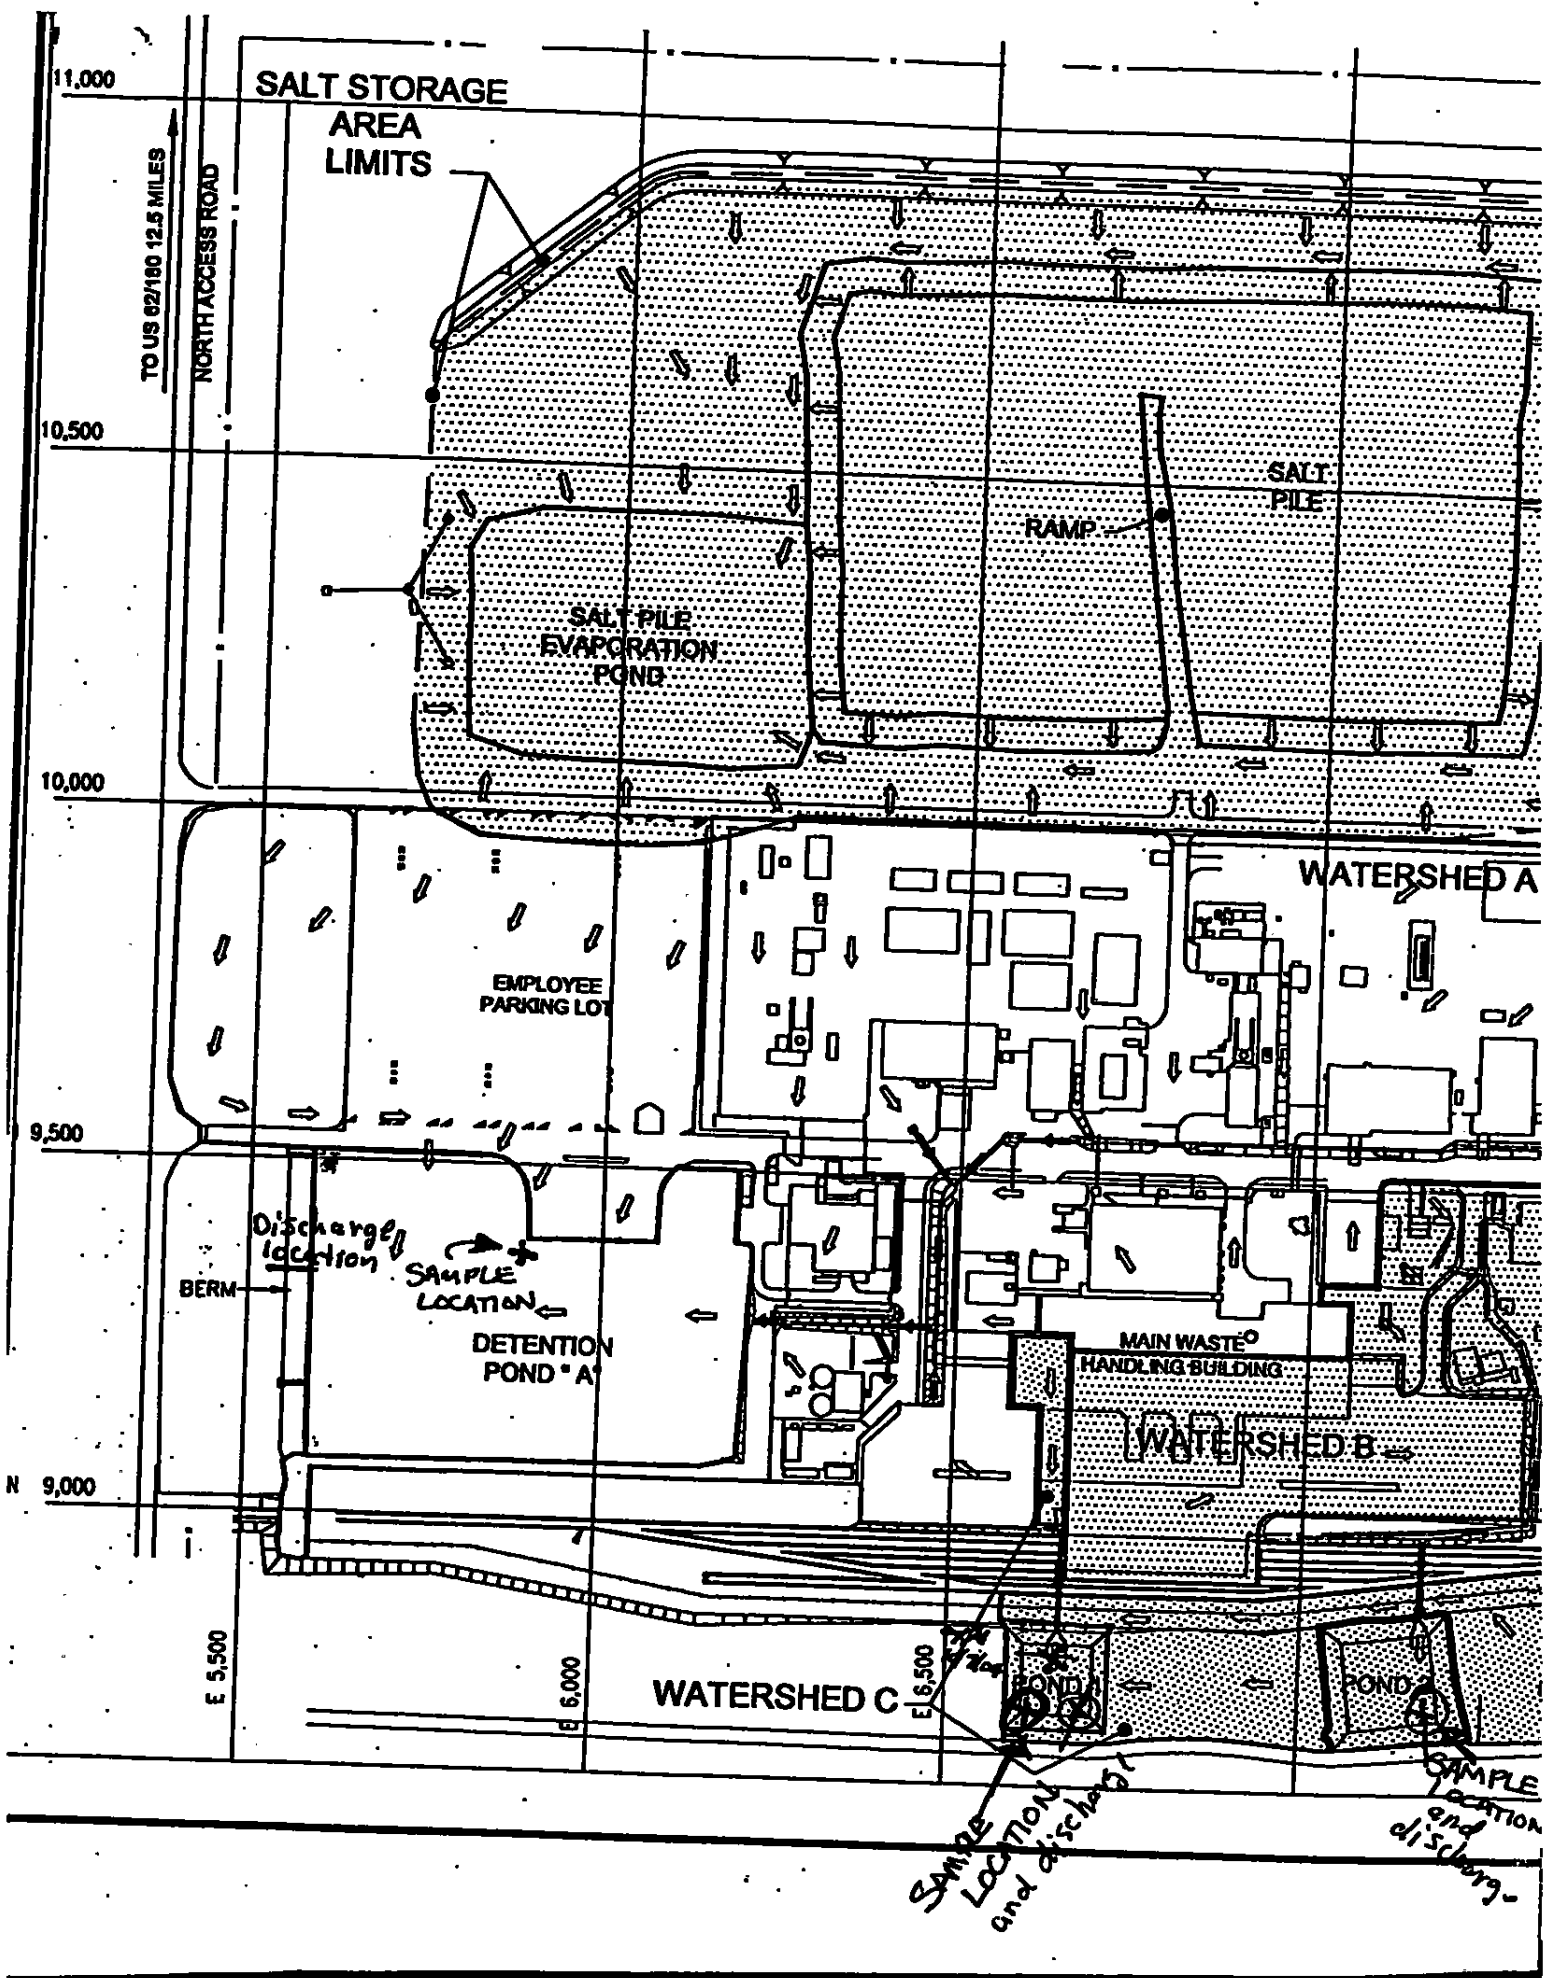 11,000
SALT STORAGE
AREA
LIMITS
TO US 62/180 12.5 MILES
NORTH ACCESS ROAD
10,500
SALT
PILE
RAMP
SALT PILE
EVAPORATION
POND
10,000
WATERSHED A
EMPLOYEE
PARKING LOT
9,500
Discharge
location
SAMPLE
LOCATION
BERM
DETENTION
POND "A"
MAIN WASTE
HANDLING BUILDING
WATERSHED B
N 9,000
E 5,500
E 6,000
E 6,500
WATERSHED C
POND
POND
SAMPLE
LOCATION
and discharge
SAMPLE
LOCATION
and
discharg-